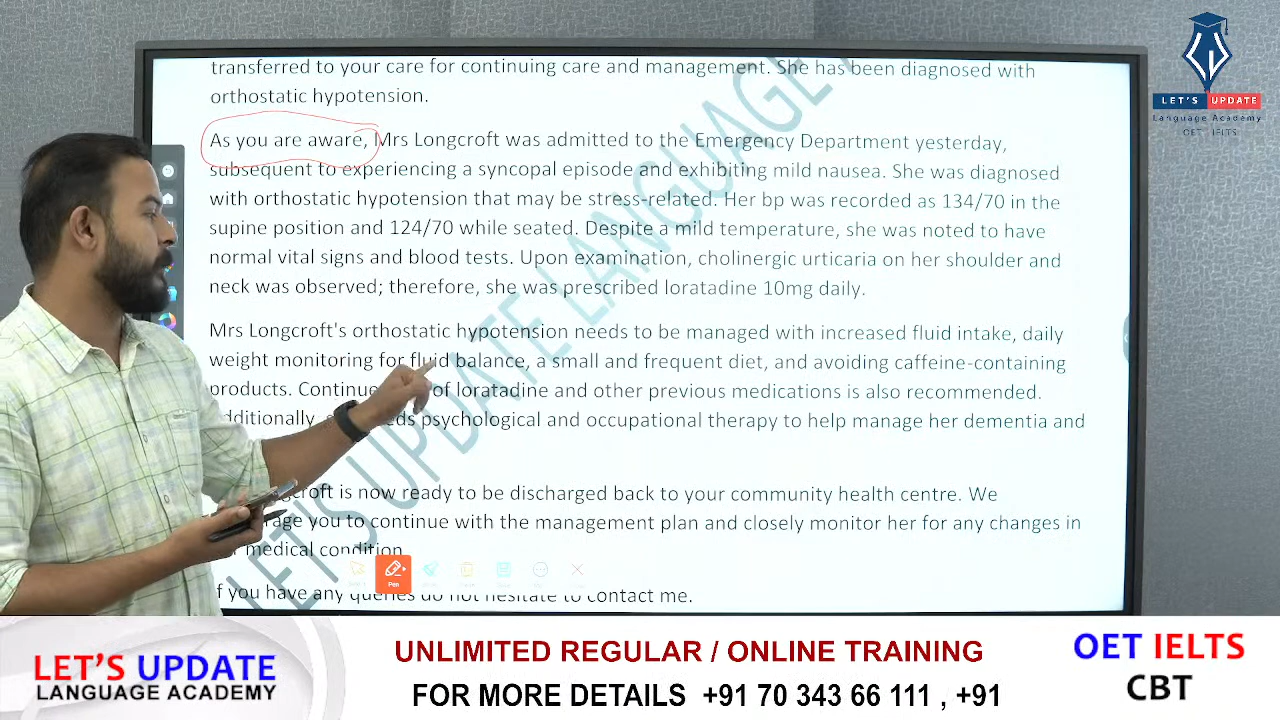 transferred to your care for continuing care and management. She has been diagnosed with
orthostatic hypotension.
As you are aware, Mrs Longcroft was admitted to the Emergency Department yesterday,
subsequent to experiencing a syncopal episode and exhibiting mild nausea. She was diagnosed
with orthostatic hypotension that may be stress-related. Her bp was recorded as 134/70 in the
supine position and 124/70 while seated. Despite a mild temperature, she was noted to have
normal vital signs and blood tests. Upon examination, cholinergic urticaria on her shoulder and
neck was observed; therefore, she was prescribed loratadine 10mg daily.
Mrs Longcroft's orthostatic hypotension needs to be managed with increased fluid intake, daily
weight monitoring for fluid balance, a small and frequent diet, and avoiding caffeine-containing
products. of loratadine and other previous medications is also recommended.
psychological and occupational therapy to help manage her dementia and
is now ready to be discharged back to your community health centre. We
you to continue with the management plan and closely monitor her for any changes in
medical condition
If you have any queries do not hesitate to contact me.
Pen
LET'S UPDATE LANGUAGE
LET'S UPDATE
Language Academy
OET | IELTS
LET'S UPDATE
LANGUAGE ACADEMY
UNLIMITED REGULAR / ONLINE TRAINING
FOR MORE DETAILS +91 70 343 66 111 , +91
OET IELTS
CBT